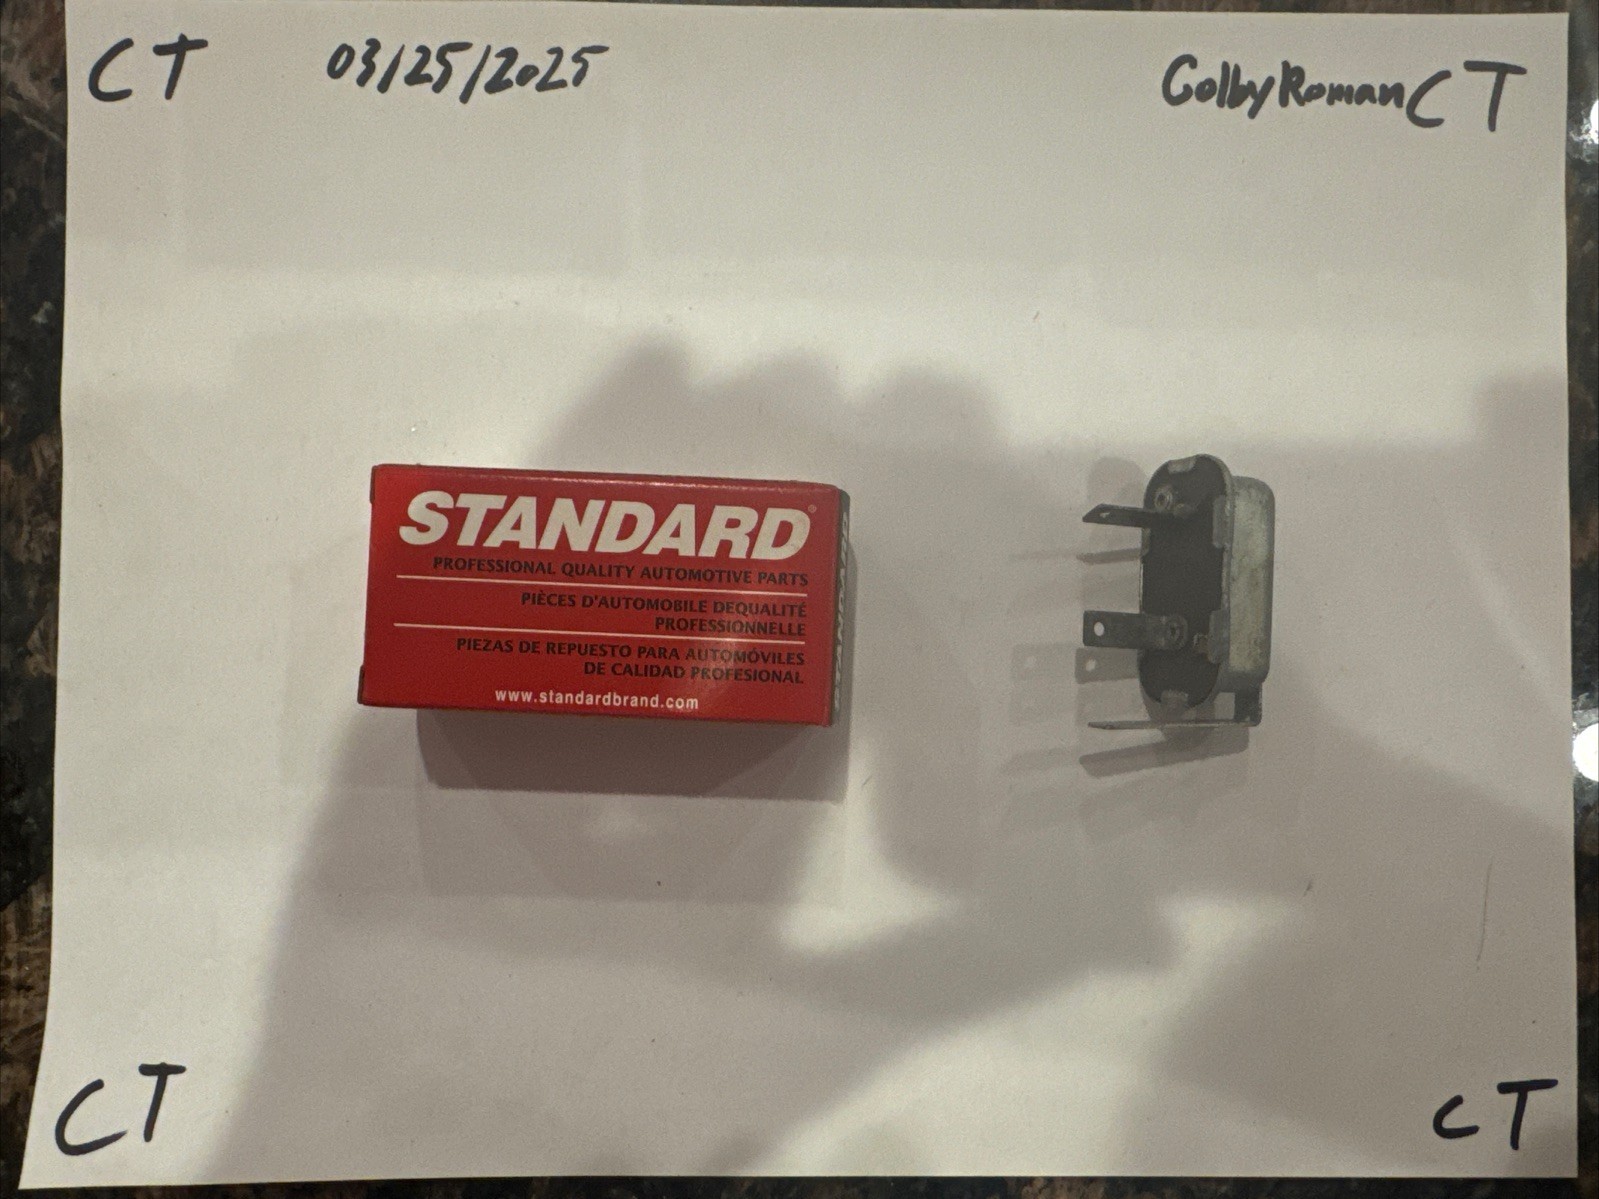 CT 03/25/2025 ColbyRomanCT
STANDARD®
PROFESSIONAL QUALITY AUTOMOTIVE PARTS
PIÈCES D'AUTOMOBILE DEQUALITÉ
PROFESSIONNELLE
PIEZAS DE REPUESTO PARA AUTOMÓVILES
DE CALIDAD PROFESIONAL
www.standardbrand.com
STANDARD
CT CT